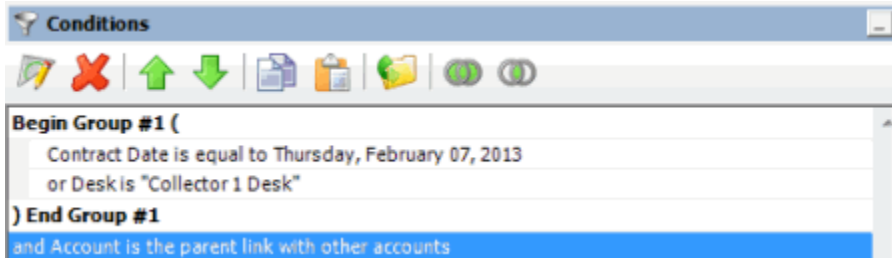 Conditions
Begin Group #1 (
Contract Date is equal to Thursday, February 07, 2013
or Desk is "Collector 1 Desk"
) End Group #1
and Account is the parent link with other accounts